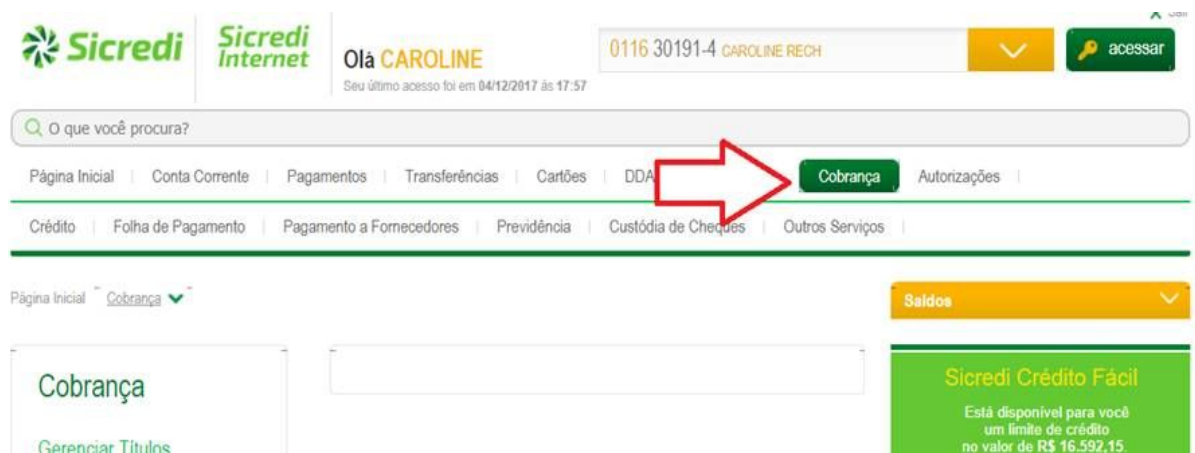 Sair
Sicredi
Sicredi
Internet
Olá CAROLINE
Seu último acesso foi em 04/12/2017 às 17:57
0116 30191-4 CAROLINE RECH
acessar
O que você procura?
Página Inicial
Conta Corrente
Pagamentos
Transferências
Cartões
DDA
Cobrança
Autorizações
Crédito
Folha de Pagamento
Pagamento a Fornecedores
Previdência
Custódia de Cheques
Outros Serviços
Página Inicial
Cobrança
Saldos
Cobrança
Gerenciar Títulos
Sicredi Crédito Fácil
Está disponível para você
um limite de crédito
no valor de R$ 16.592,15.